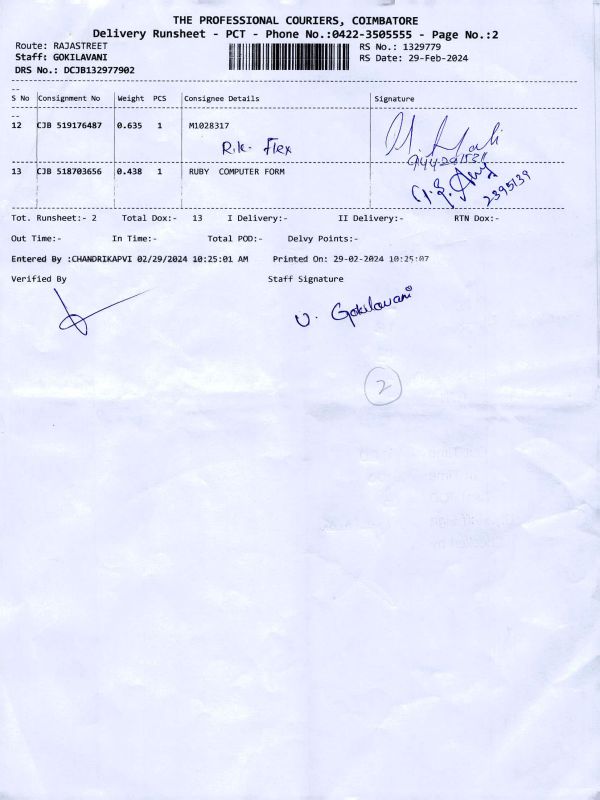 THE PROFESSIONAL COURIERS, COIMBATORE
Delivery Runsheet - PCT - Phone No.:0422-3505555 - Page No.:2
Route: RAJASTREET
RS No.: 1329779
Staff: GOKILAVANI
RS Date: 29-Feb-2024
DRS No.: DCJB132977902
S No Consignment No Weight PCS Consignee Details Signature
12 CJB 519176487 0.635 1 M1028317
R.K. Flex
13 CJB 518703656 0.438 1 RUBY COMPUTER FORM
2395139
Tot. Runsheet:- 2 Total Dox:- 13 I Delivery:- II Delivery:- RTN Dox:-
Out Time:- In Time:- Total POD:- Delvy Points:-
Entered By :CHANDRIKAPVI 02/29/2024 10:25:01 AM Printed On: 29-02-2024 10:25:07
Verified By Staff Signature
V. Gokilavani
2